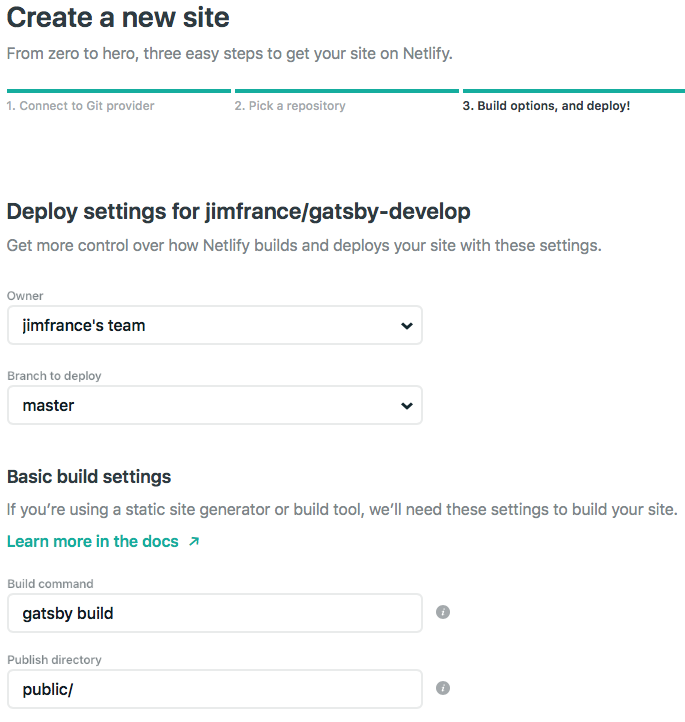 Create a new site
From zero to hero, three easy steps to get your site on Netlify.
1. Connect to Git provider
2. Pick a repository
3. Build options, and deploy!
Deploy settings for jimfrance/gatsby-develop
Get more control over how Netlify builds and deploys your site with these settings.
Owner
jimfrance's team
Branch to deploy
master
Basic build settings
If you’re using a static site generator or build tool, we’ll need these settings to build your site.
Learn more in the docs
Build command
gatsby build
i
Publish directory
public/
i